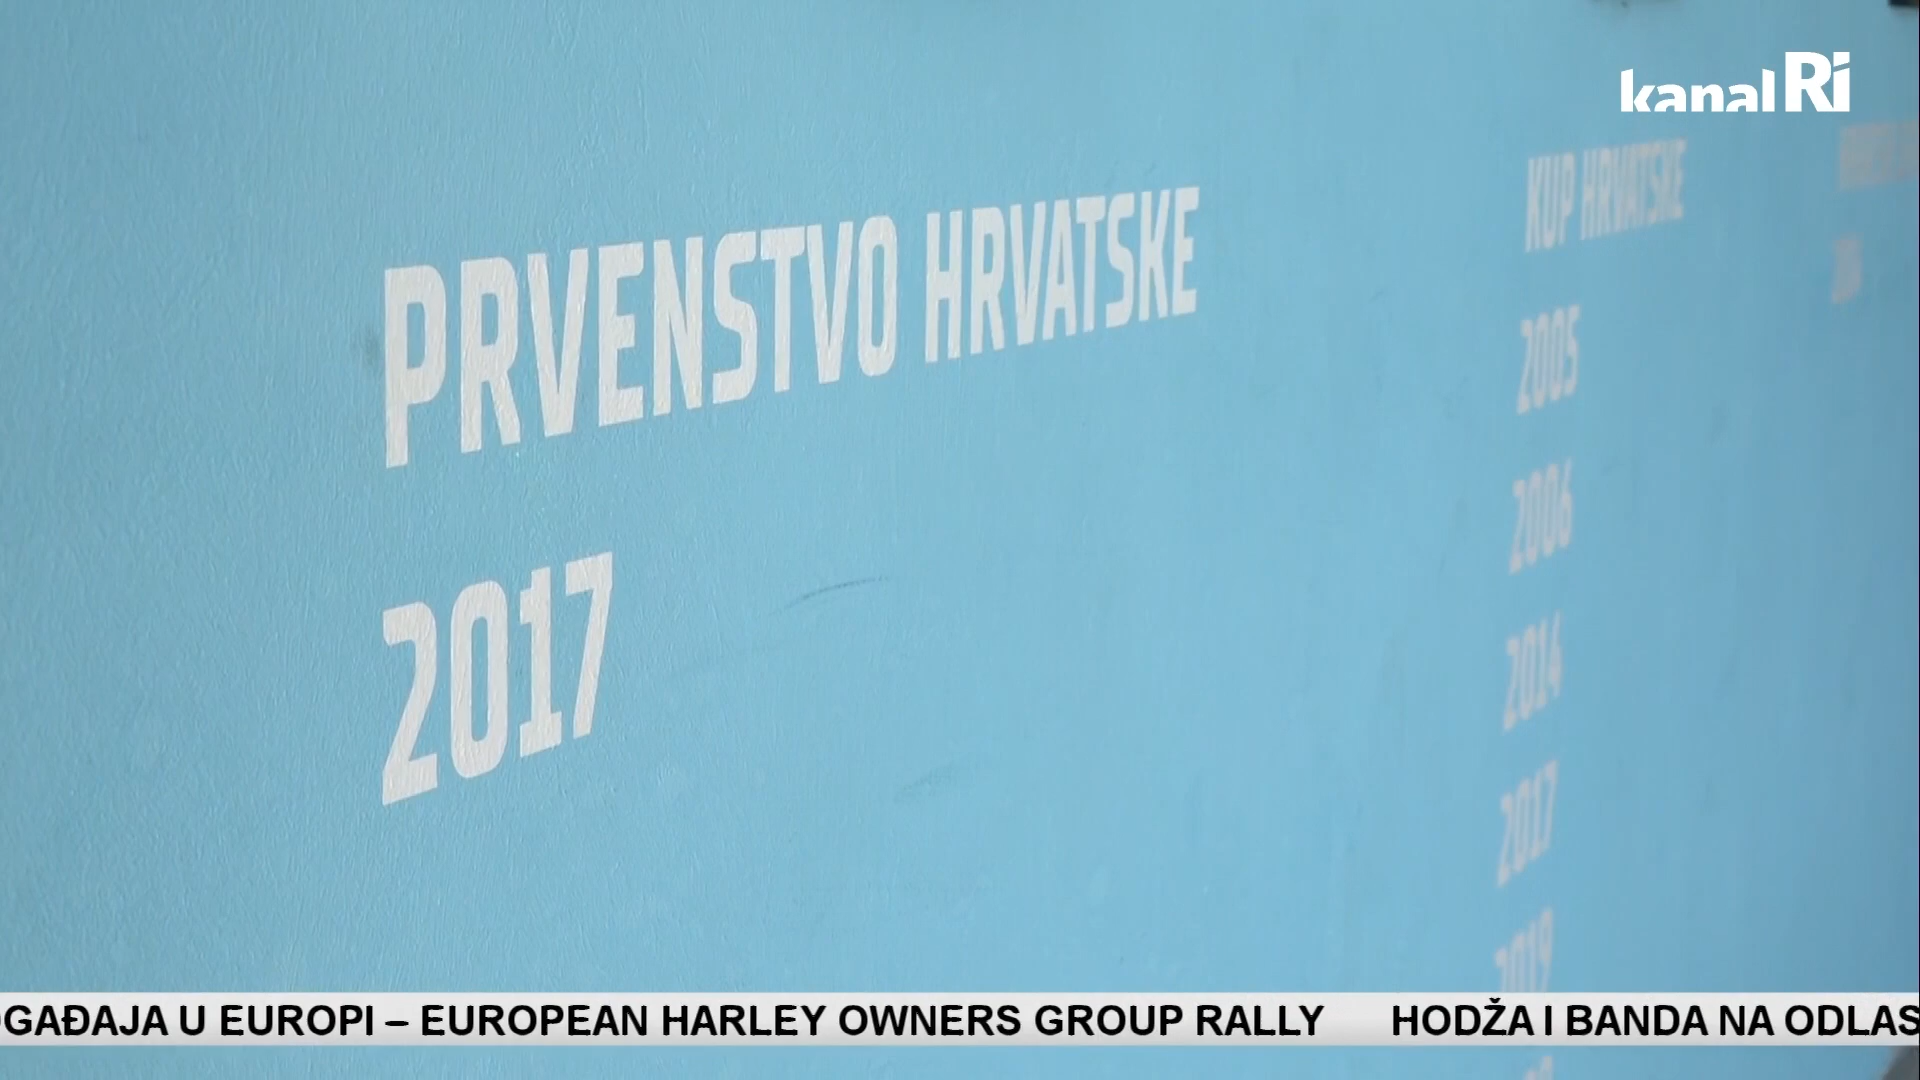 kanal Ri
PRVENSTVO HRVATSKE
2017
KUP HRVATSKE
2005
2006
2014
2017
2019
OGAĐAJA U EUROPI – EUROPEAN HARLEY OWNERS GROUP RALLY HODŽA I BANDA NA ODLAS